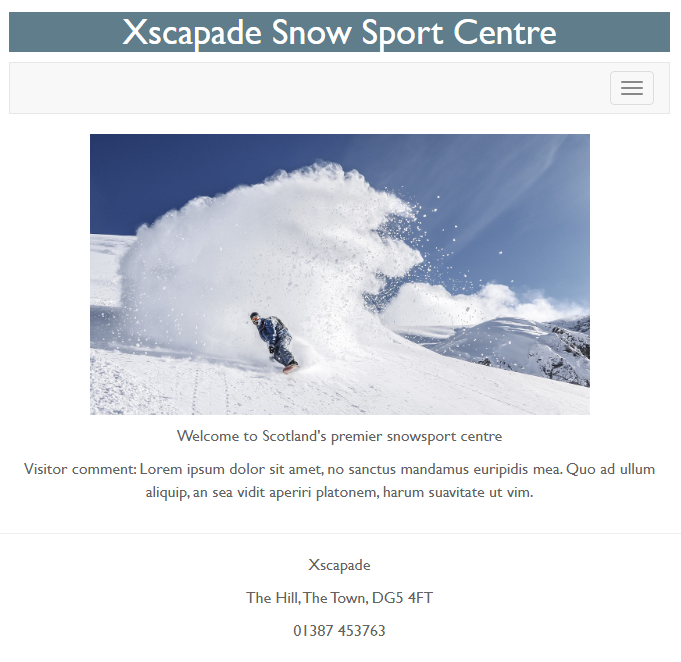 Xscapade Snow Sport Centre
Welcome to Scotland's premier snowsport centre
Visitor comment: Lorem ipsum dolor sit amet, no sanctus mandamus euripidis mea. Quo ad ullum
aliquip, an sea vidit aperiri platonem, harum suavitate ut vim.
Xscapade
The Hill, The Town, DG5 4FT
01387 453763